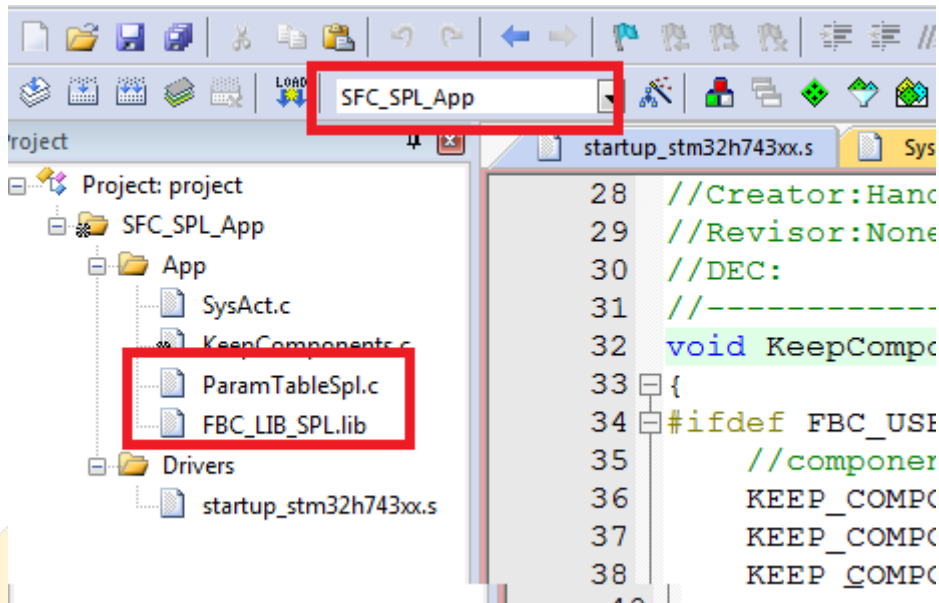 LOAD
SFC_SPL_App
Project
startup_stm32h743xx.s
Sys
Project: project
SFC_SPL_App
App
SysAct.c
KeepComponents.c
ParamTableSpl.c
FBC_LIB_SPL.lib
Drivers
startup_stm32h743xx.s
28 //Creator:Hand
29 //Revisor:None
30 //DEC:
31 //------------
32 void KeepCompo
33 {
34 #ifdef FBC_USE
35 //componen
36 KEEP_COMPO
37 KEEP_COMPO
38 KEEP_COMPO